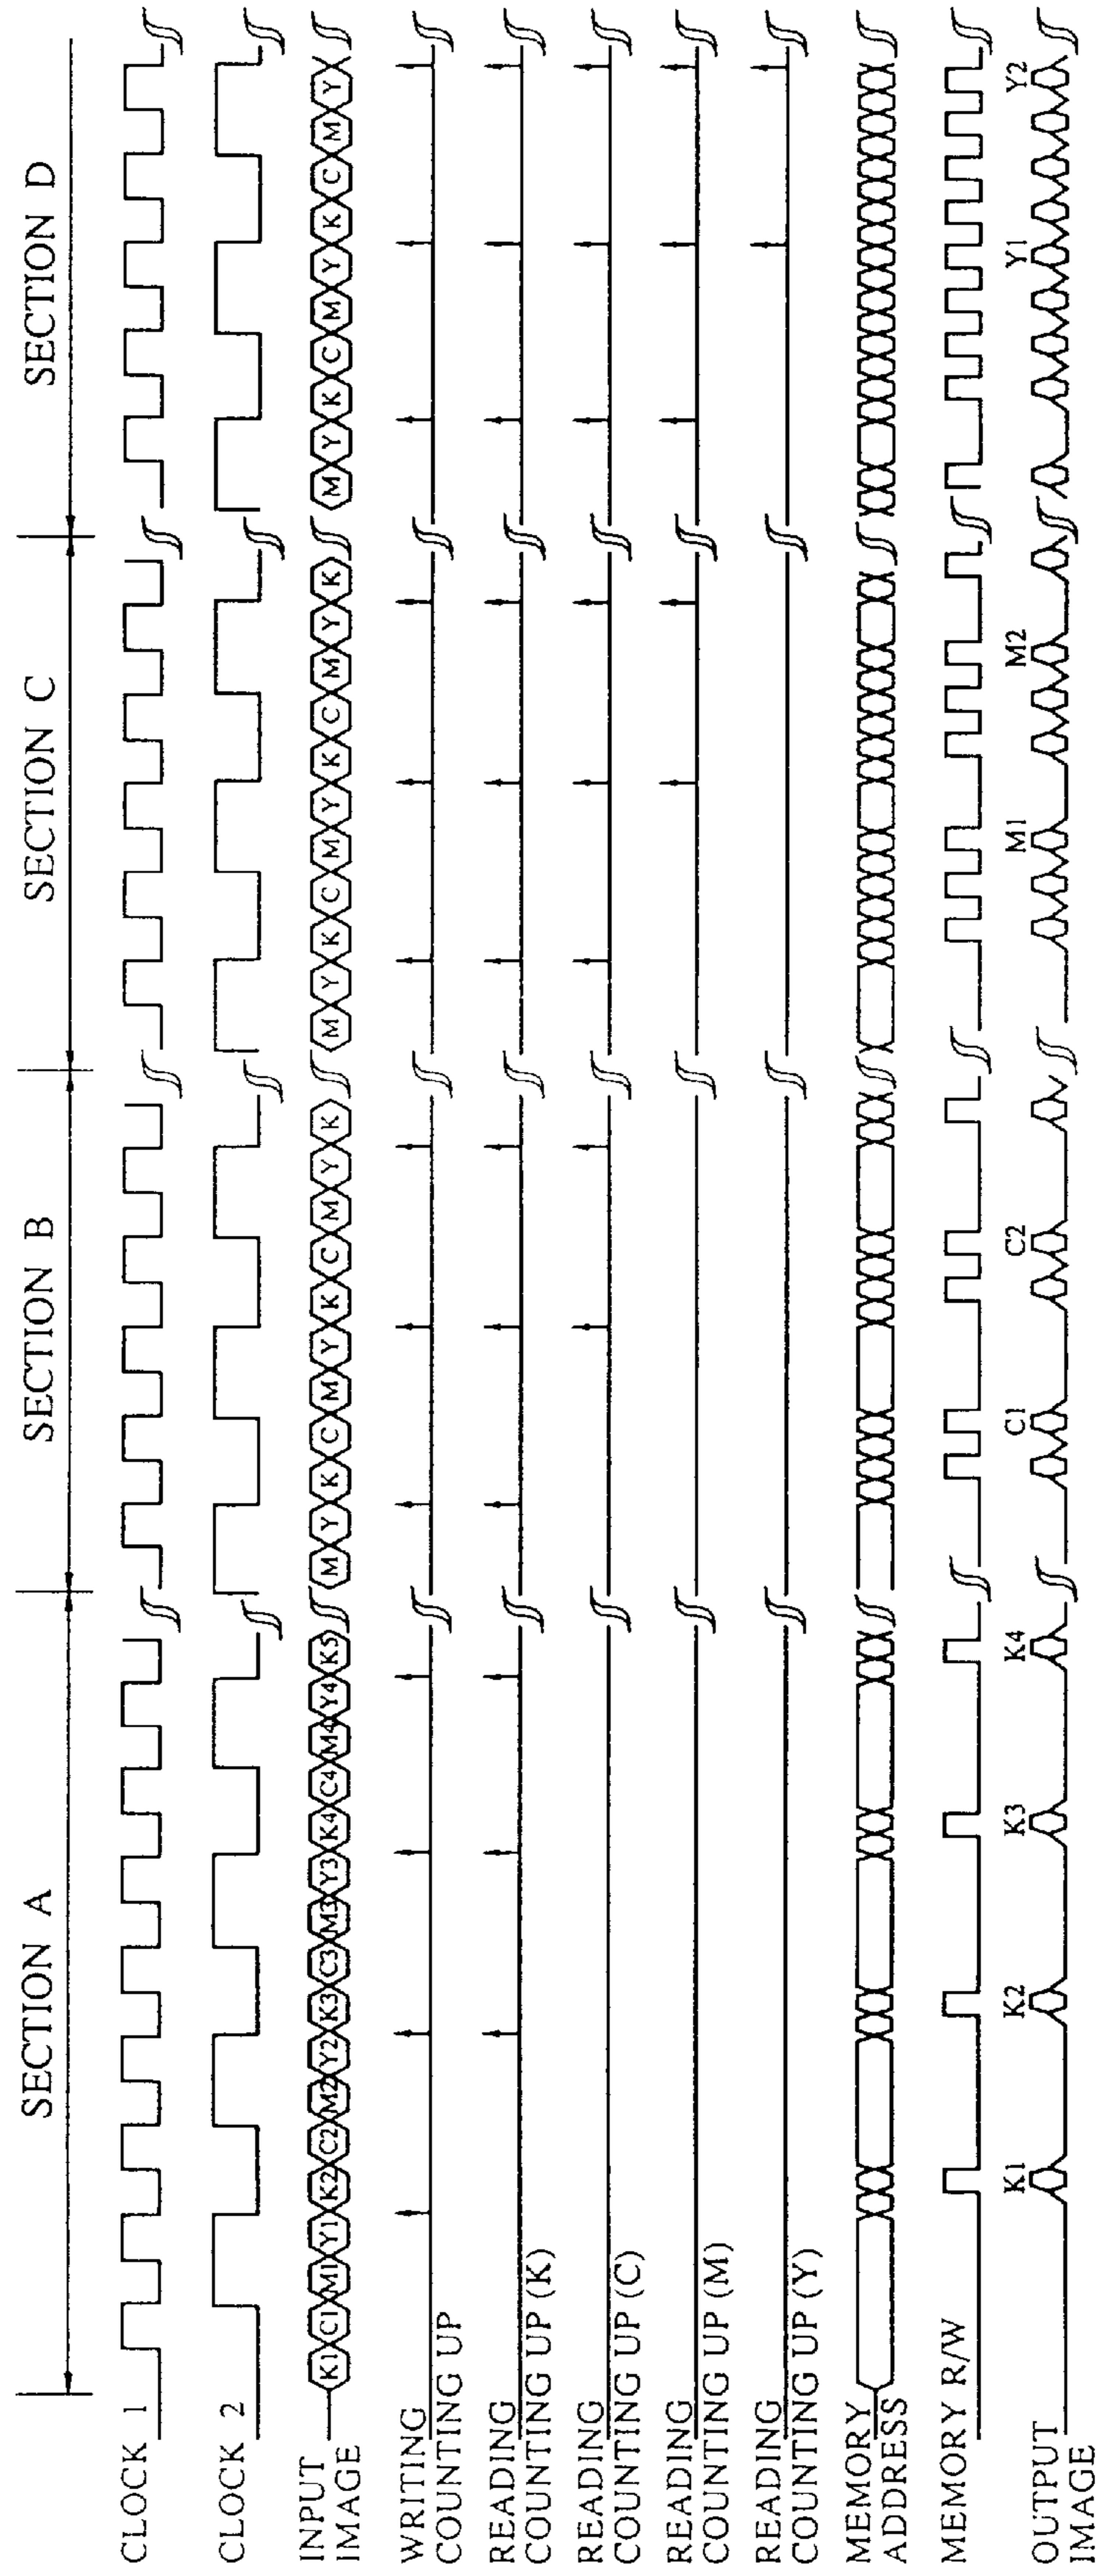 SECTION A SECTION B SECTION C SECTION D
CLOCK 1
CLOCK 2
INPUT
IMAGE
K1 C1 M1 Y1 K2 C2 M2 Y2 K3 C3 M3 Y3 K4 C4 M4 Y4 K5 M Y K C M Y K C M Y K M Y K C M Y K C M Y K M Y K C M Y K C M Y
WRITING
COUNTING UP
READING
COUNTING UP (K)
READING
COUNTING UP (C)
READING
COUNTING UP (M)
READING
COUNTING UP (Y)
MEMORY
ADDRESS
MEMORY R/W
OUTPUT
IMAGE
K1 K2 K3 K4 C1 C2 M1 M2 Y1 Y2